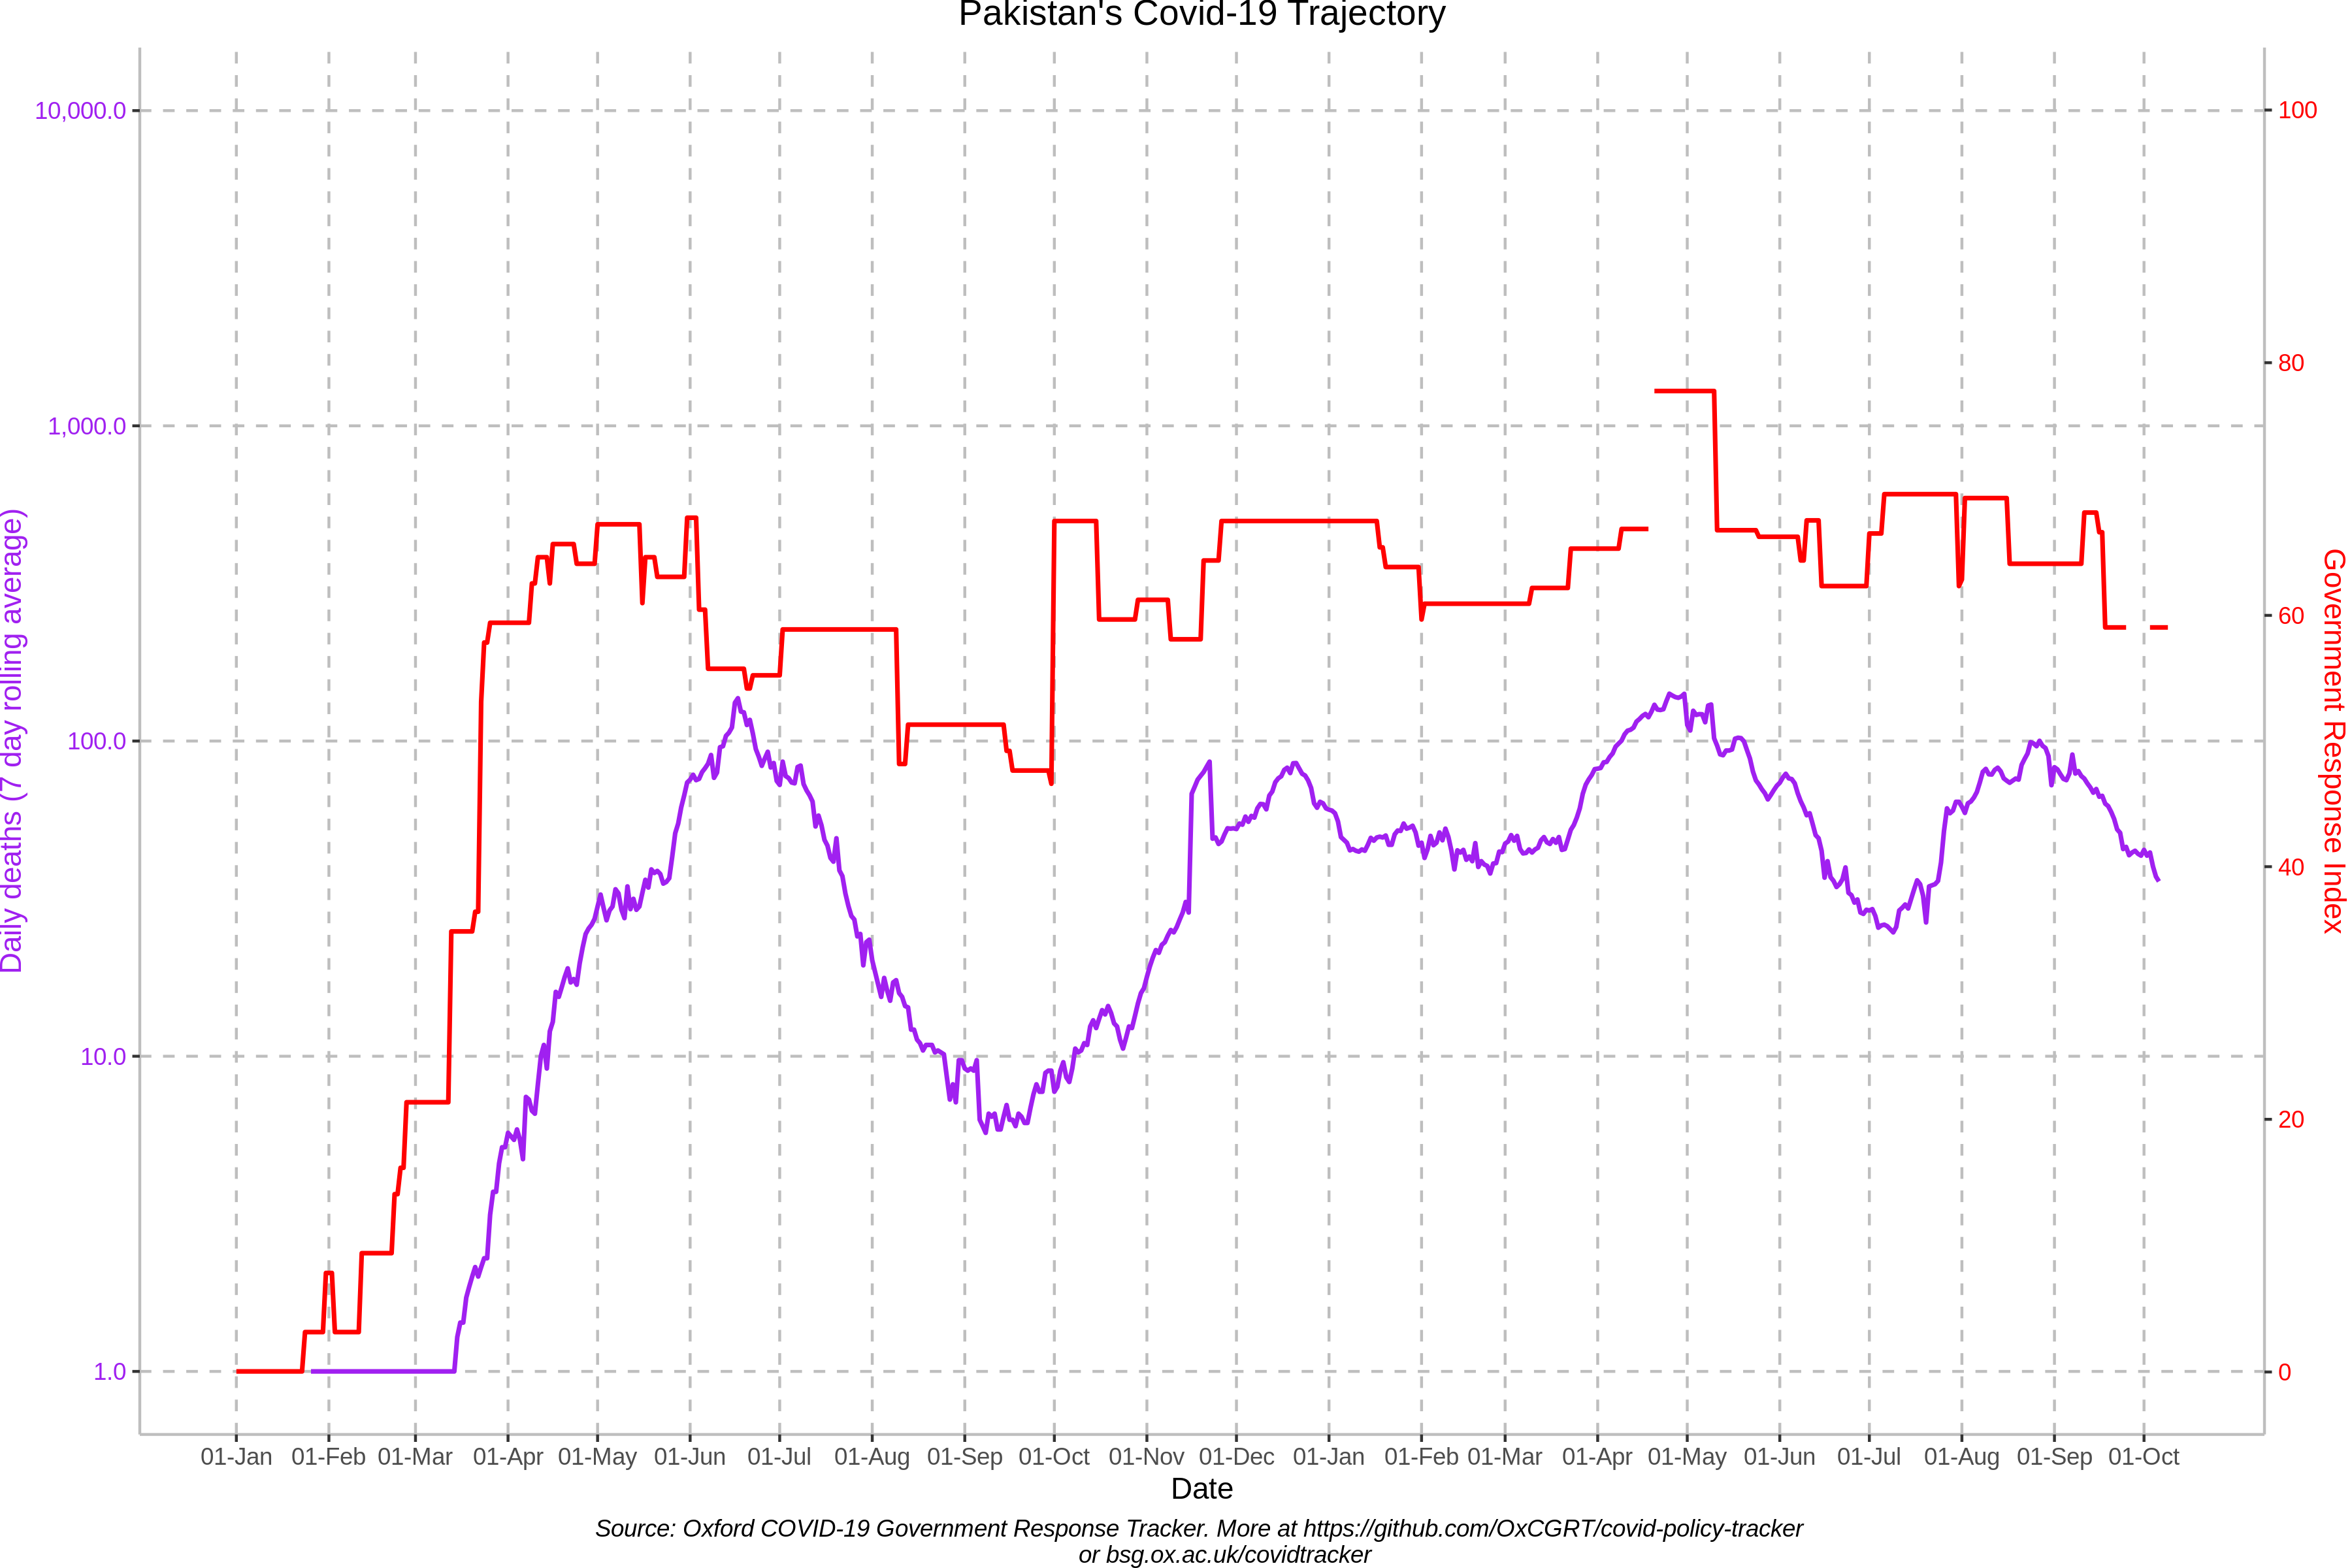 Pakistan's Covid-19 Trajectory
Daily deaths (7 day rolling average)
10,000.0
1,000.0
100.0
10.0
1.0
100
80
60
40
20
0
Government Response Index
01-Jan 01-Feb 01-Mar 01-Apr 01-May 01-Jun 01-Jul 01-Aug 01-Sep 01-Oct 01-Nov 01-Dec 01-Jan 01-Feb 01-Mar 01-Apr 01-May 01-Jun 01-Jul 01-Aug 01-Sep 01-Oct
Date
Source: Oxford COVID-19 Government Response Tracker. More at https://github.com/OxCGRT/covid-policy-tracker
or bsg.ox.ac.uk/covidtracker